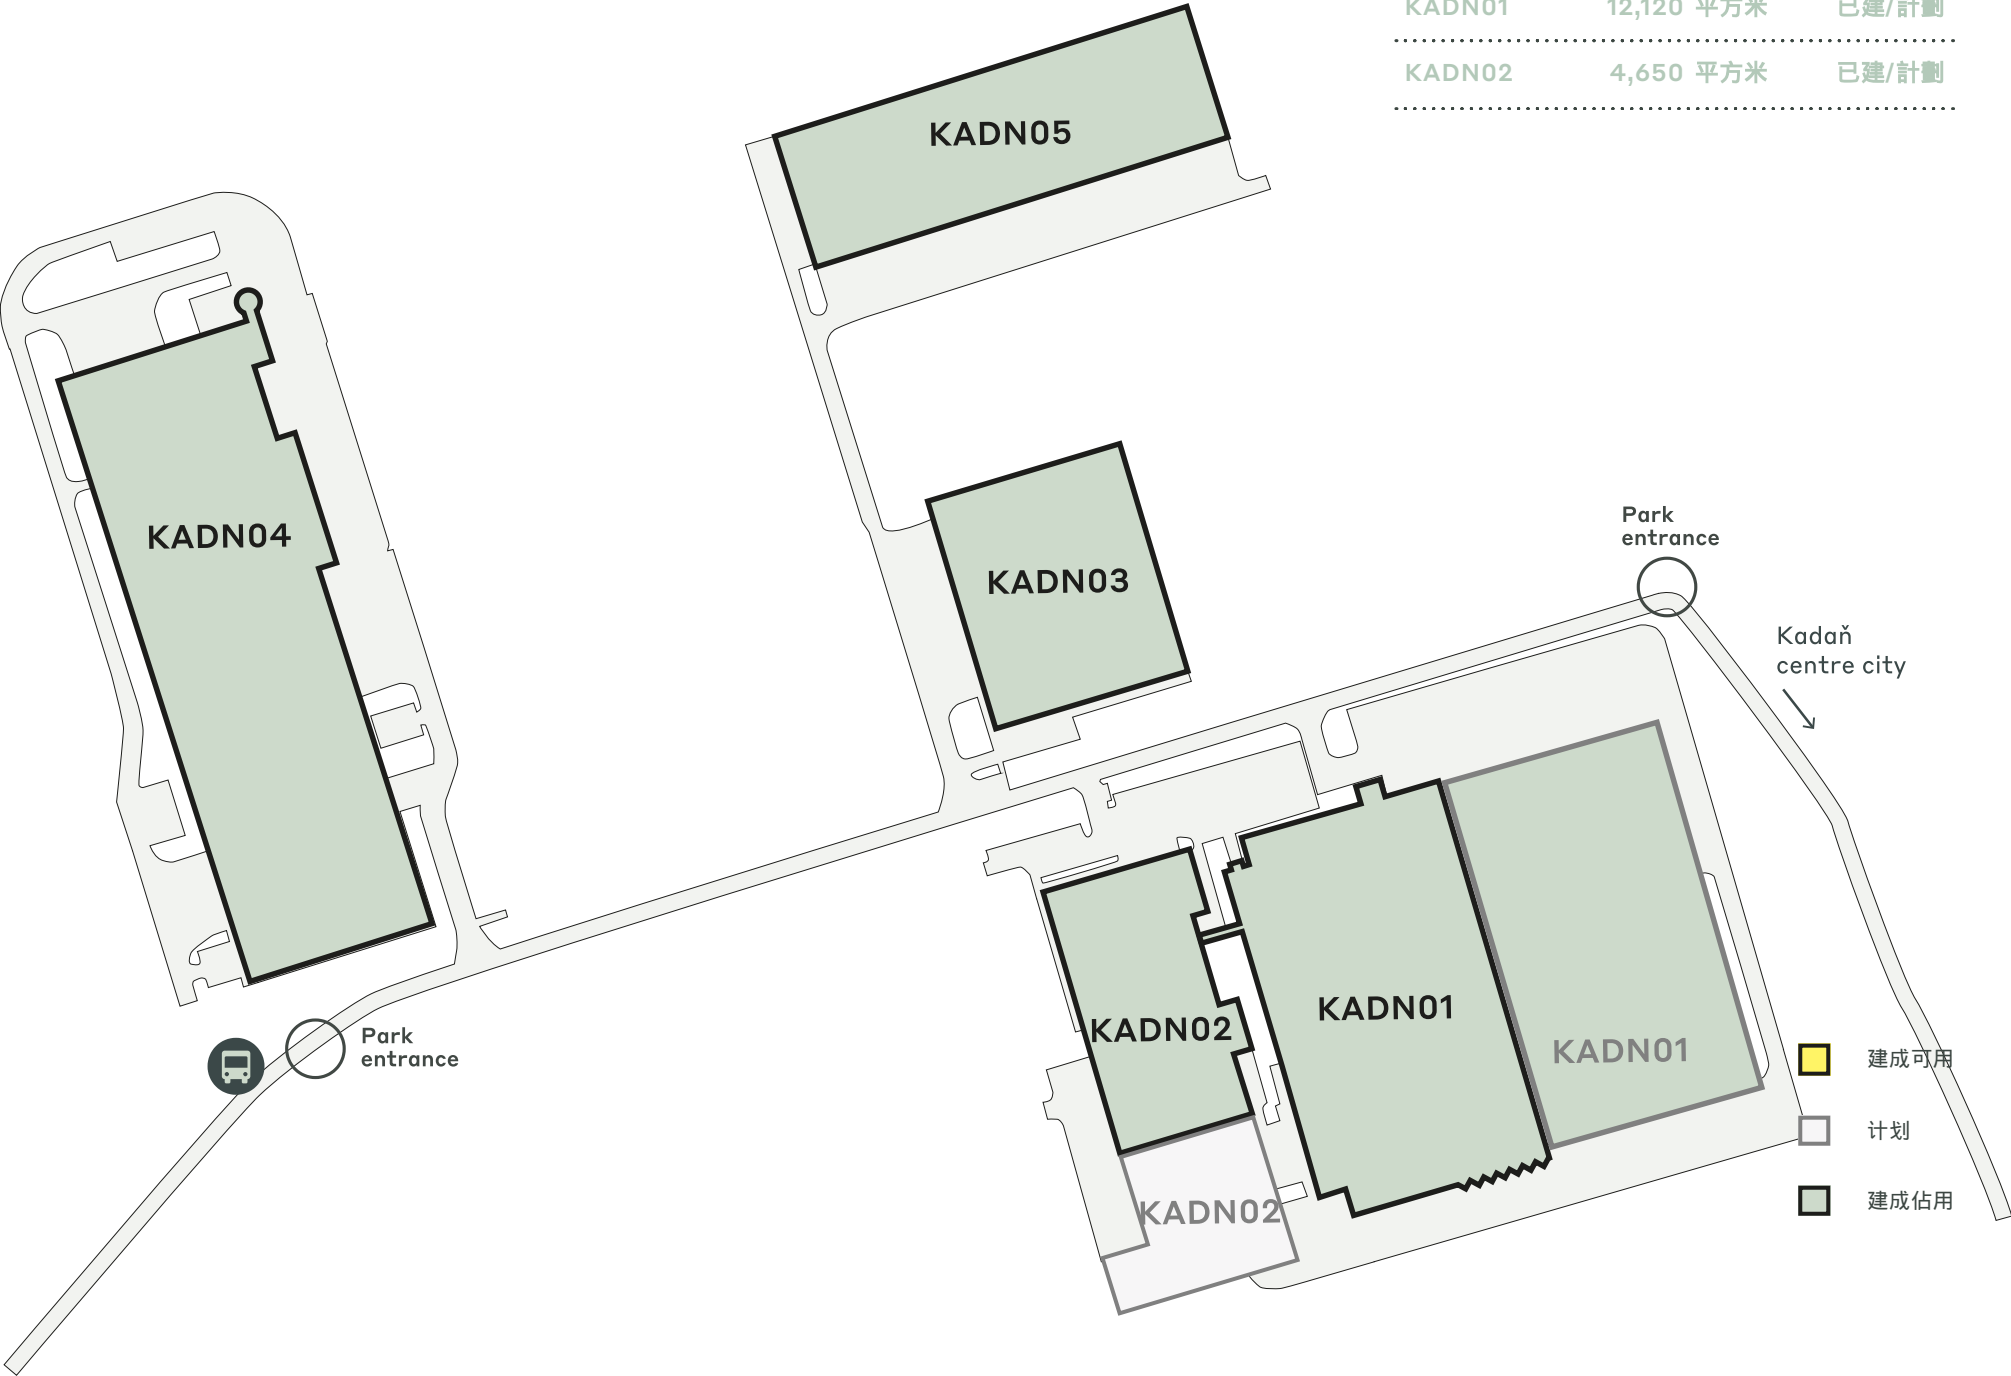 KADN01 12,120 平方米 已建/計劃
KADN02 4,650 平方米 已建/計劃
KADN05
KADN04
KADN03
Park
entrance
Kadaň
centre city
KADN02
KADN01
KADN01
Park
entrance
KADN02
建成可用
计划
建成佔用